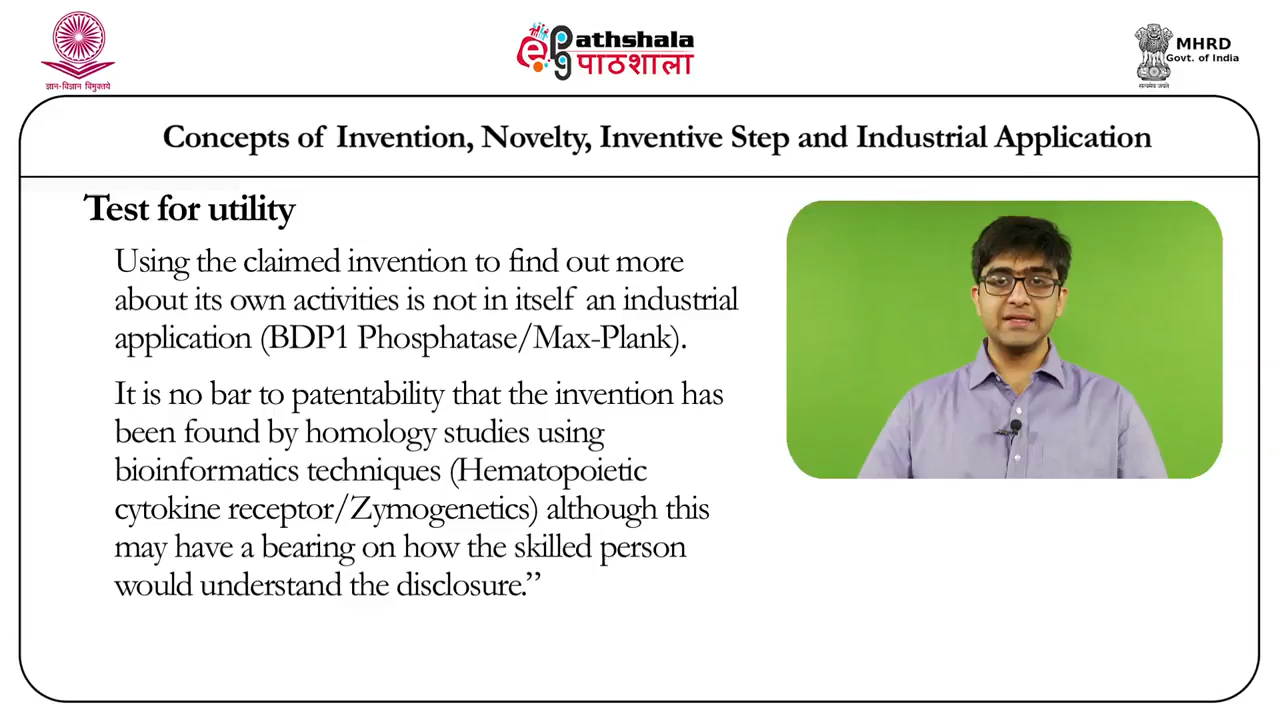 ज्ञान-विज्ञान विमुक्तये
epg
Pathshala
पाठशाला
MHRD
Govt. of India
सत्यमेव जयते
Concepts of Invention, Novelty, Inventive Step and Industrial Application
Test for utility
Using the claimed invention to find out more
about its own activities is not in itself an industrial
application (BDP1 Phosphatase/Max-Plank).
It is no bar to patentability that the invention has
been found by homology studies using
bioinformatics techniques (Hematopoietic
cytokine receptor/Zymogenetics) although this
may have a bearing on how the skilled person
would understand the disclosure.”